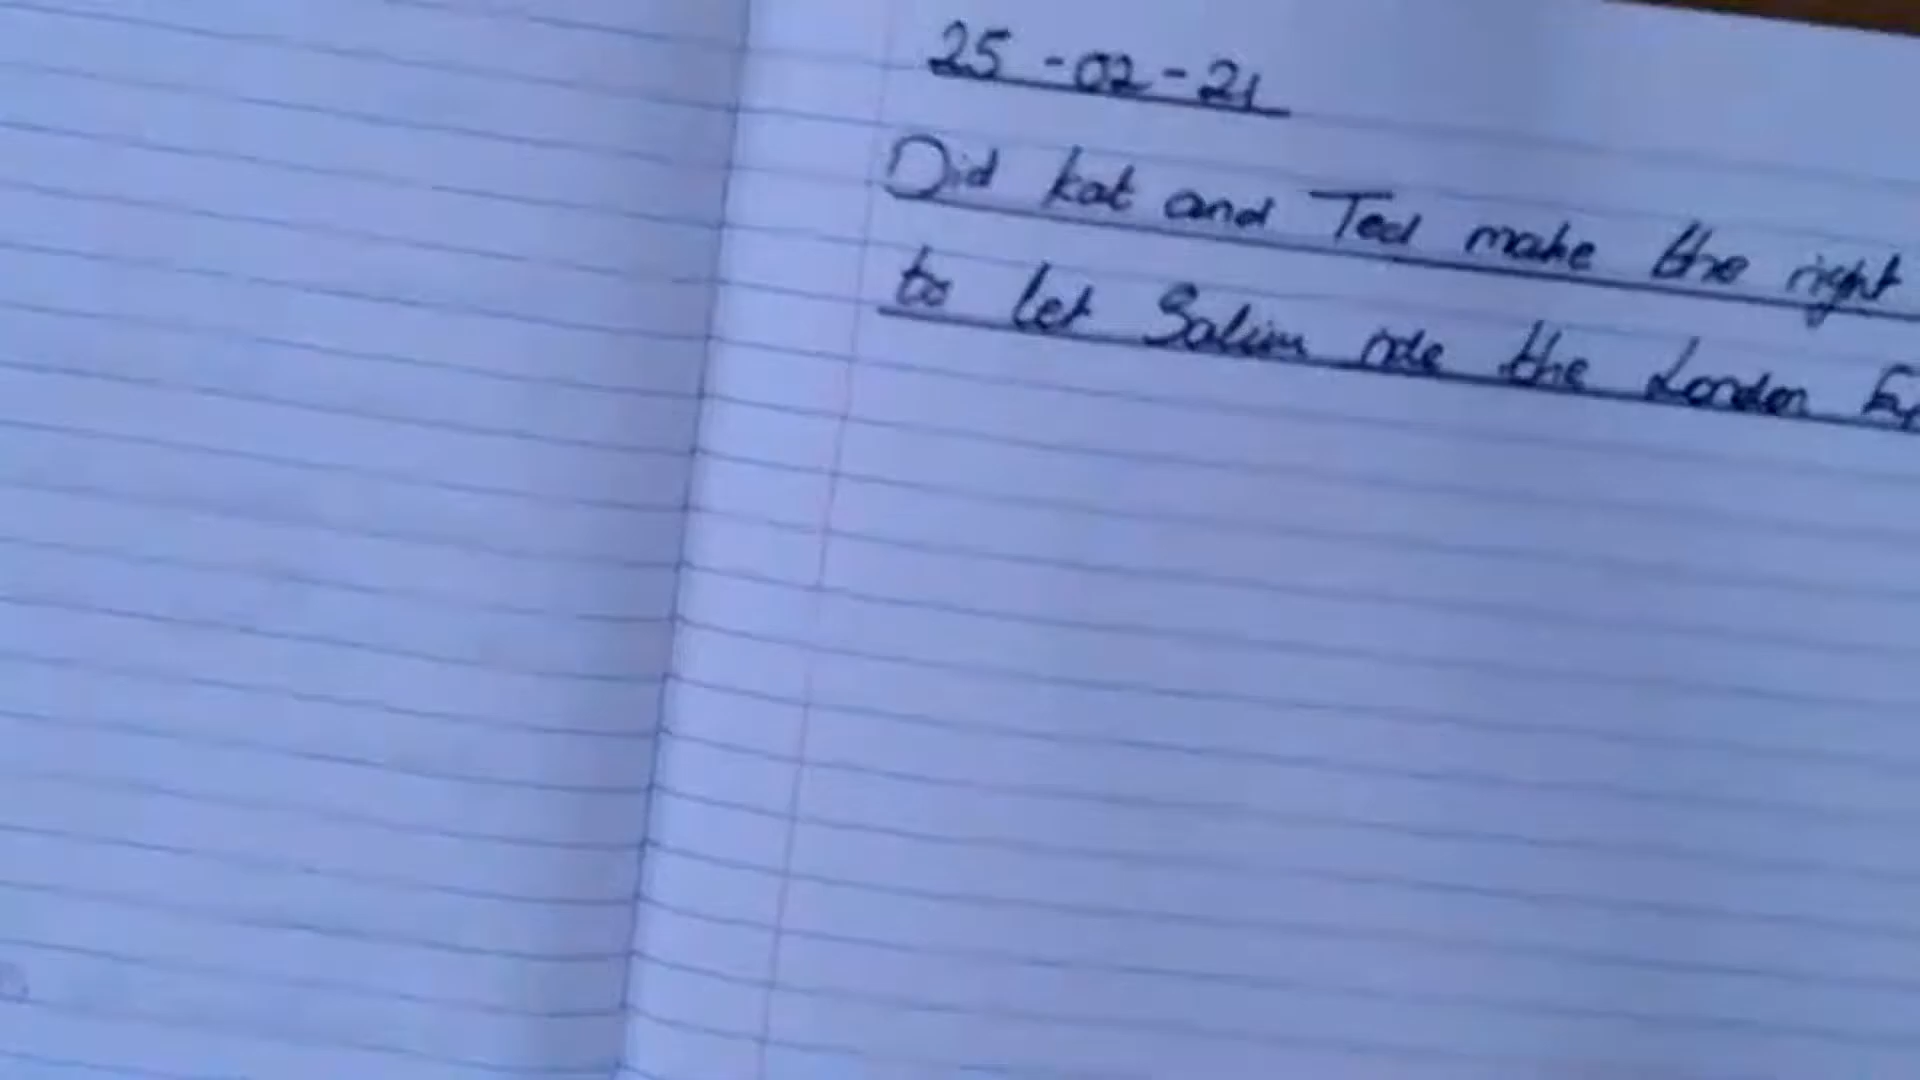 25-02-21
Did kat and Ted make the right
to let Salim ride the London